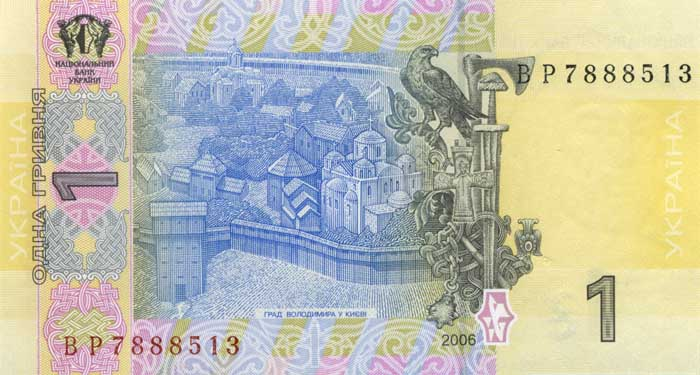 НАЦІОНАЛЬНИЙ
БАНК
УКРАЇНИ
ВР7888513
УКРАЇНА
ОДНА ГРИВНЯ
1
УКРАЇНА
ГРАД ВОЛОДИМИРА У КИЄВІ
1
2006
ВР7888513